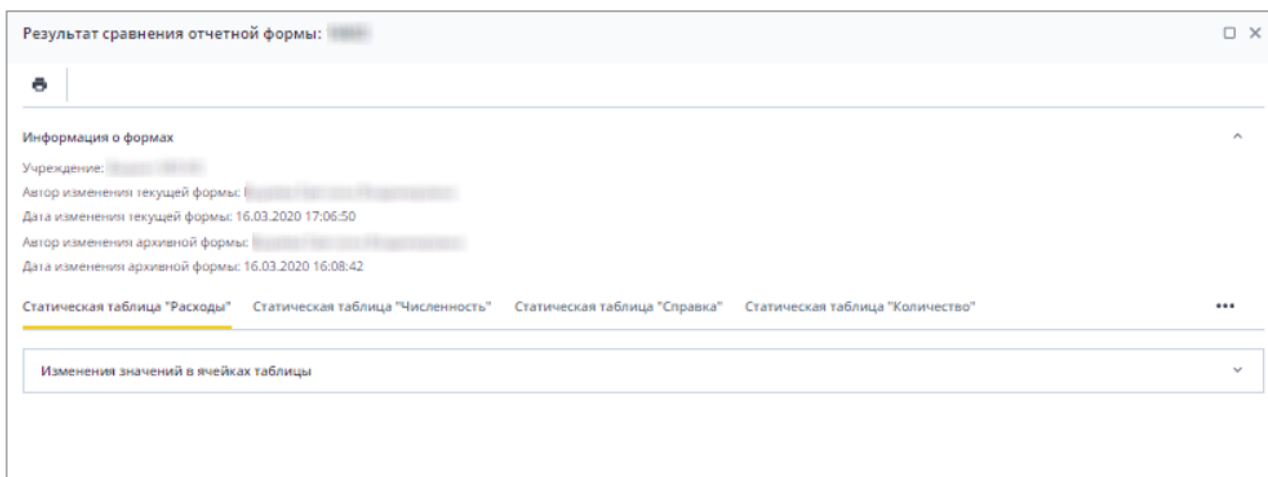 Результат сравнения отчетной формы:
Информация о формах
Учреждение:
Автор изменения текущей формы:
Дата изменения текущей формы: 16.03.2020 17:06:50
Автор изменения архивной формы:
Дата изменения архивной формы: 16.03.2020 16:08:42
Статическая таблица "Расходы" Статическая таблица "Численность" Статическая таблица "Справка" Статическая таблица "Количество"
Изменения значений в ячейках таблицы